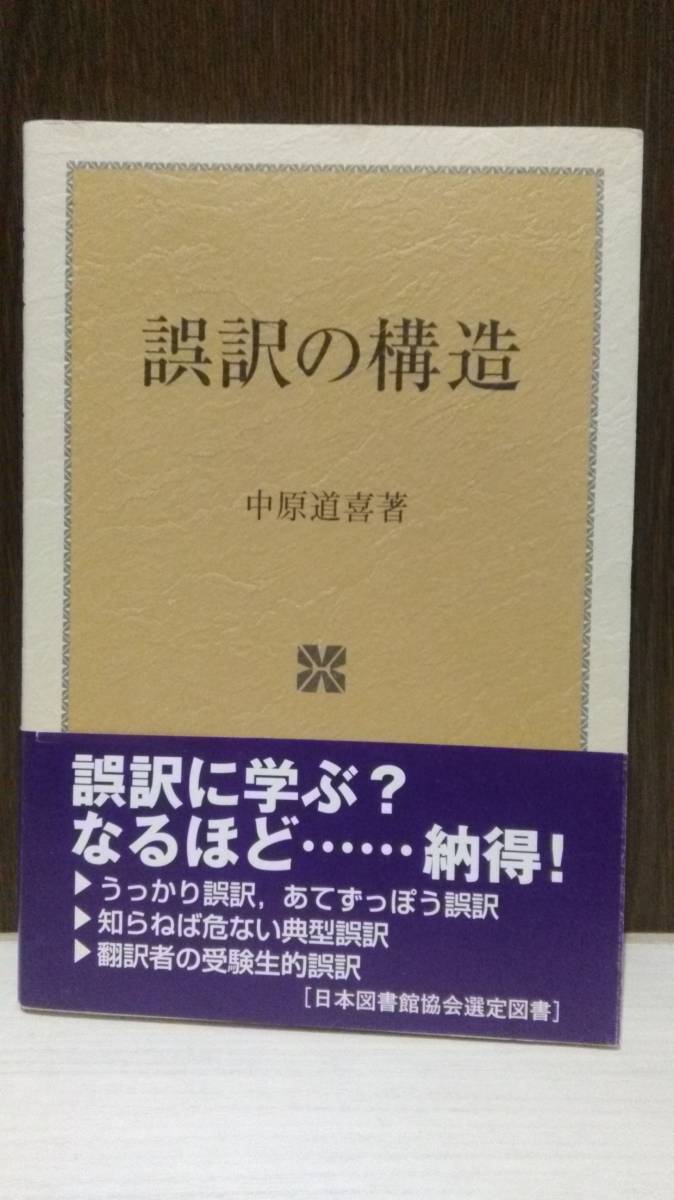 誤訳の構造
中原道喜著
誤訳に学ぶ？
なるほど……納得！
▶うっかり誤訳，あてずっぽう誤訳
▶知らねば危ない典型誤訳
▶翻訳者の受験生的誤訳
［日本図書館協会選定図書］